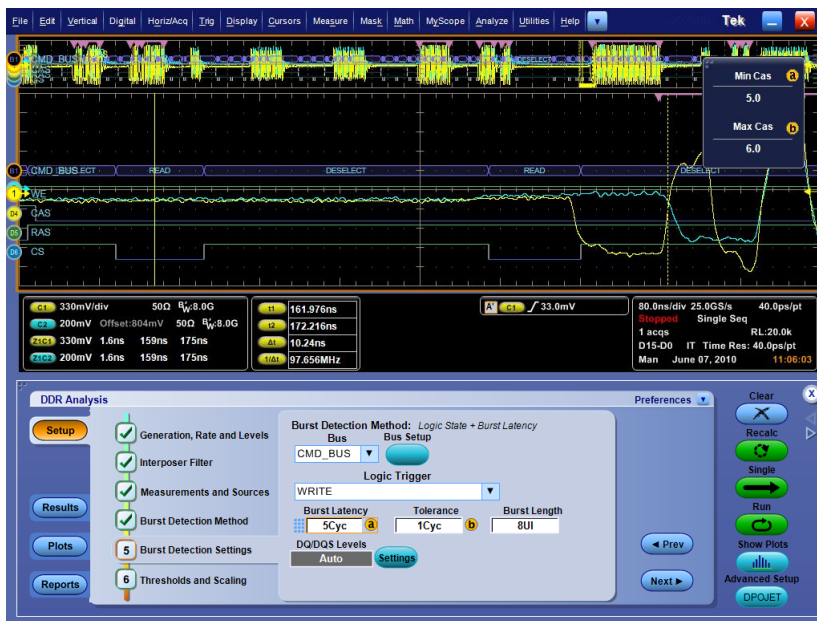 File Edit Vertical Digital Horiz/Acq Trig Display Cursors Measure Mask Math MyScope Analyze Utilities Help Tek X
B1 CMD_BUS DESELECT
Min Cas a
5.0
Max Cas b
6.0
B1 CMD_BUS READ DESELECT READ DESELECT
1 WE
D4 CAS
D5 RAS
D6 CS
C1 330mV/div 50Ω BW:8.0G
C2 200mV Offset:804mV 50Ω BW:8.0G
Z1C1 330mV 1.6ns 159ns 175ns
Z1C2 200mV 1.6ns 159ns 175ns
t1 161.976ns
t2 172.216ns
Δt 10.24ns
1/Δt 97.656MHz
A' C1 33.0mV
80.0ns/div 25.0GS/s 40.0ps/pt
Stopped Single Seq
1 acqs RL:20.0k
D15-D0 IT Time Res: 40.0ps/pt
Man June 07, 2010 11:06:03
DDR Analysis
Preferences
Setup
Results
Plots
Reports
Generation, Rate and Levels
Interposer Filter
Measurements and Sources
Burst Detection Method
5 Burst Detection Settings
6 Thresholds and Scaling
Burst Detection Method: Logic State + Burst Latency
Bus Bus Setup
CMD_BUS
Logic Trigger
WRITE
Burst Latency Tolerance Burst Length
5Cyc a 1Cyc b 8UI
DQ/DQS Levels
Auto Settings
◄ Prev
Next ►
Clear X
Recalc
Single
Run
Show Plots
Advanced Setup
DPOJET